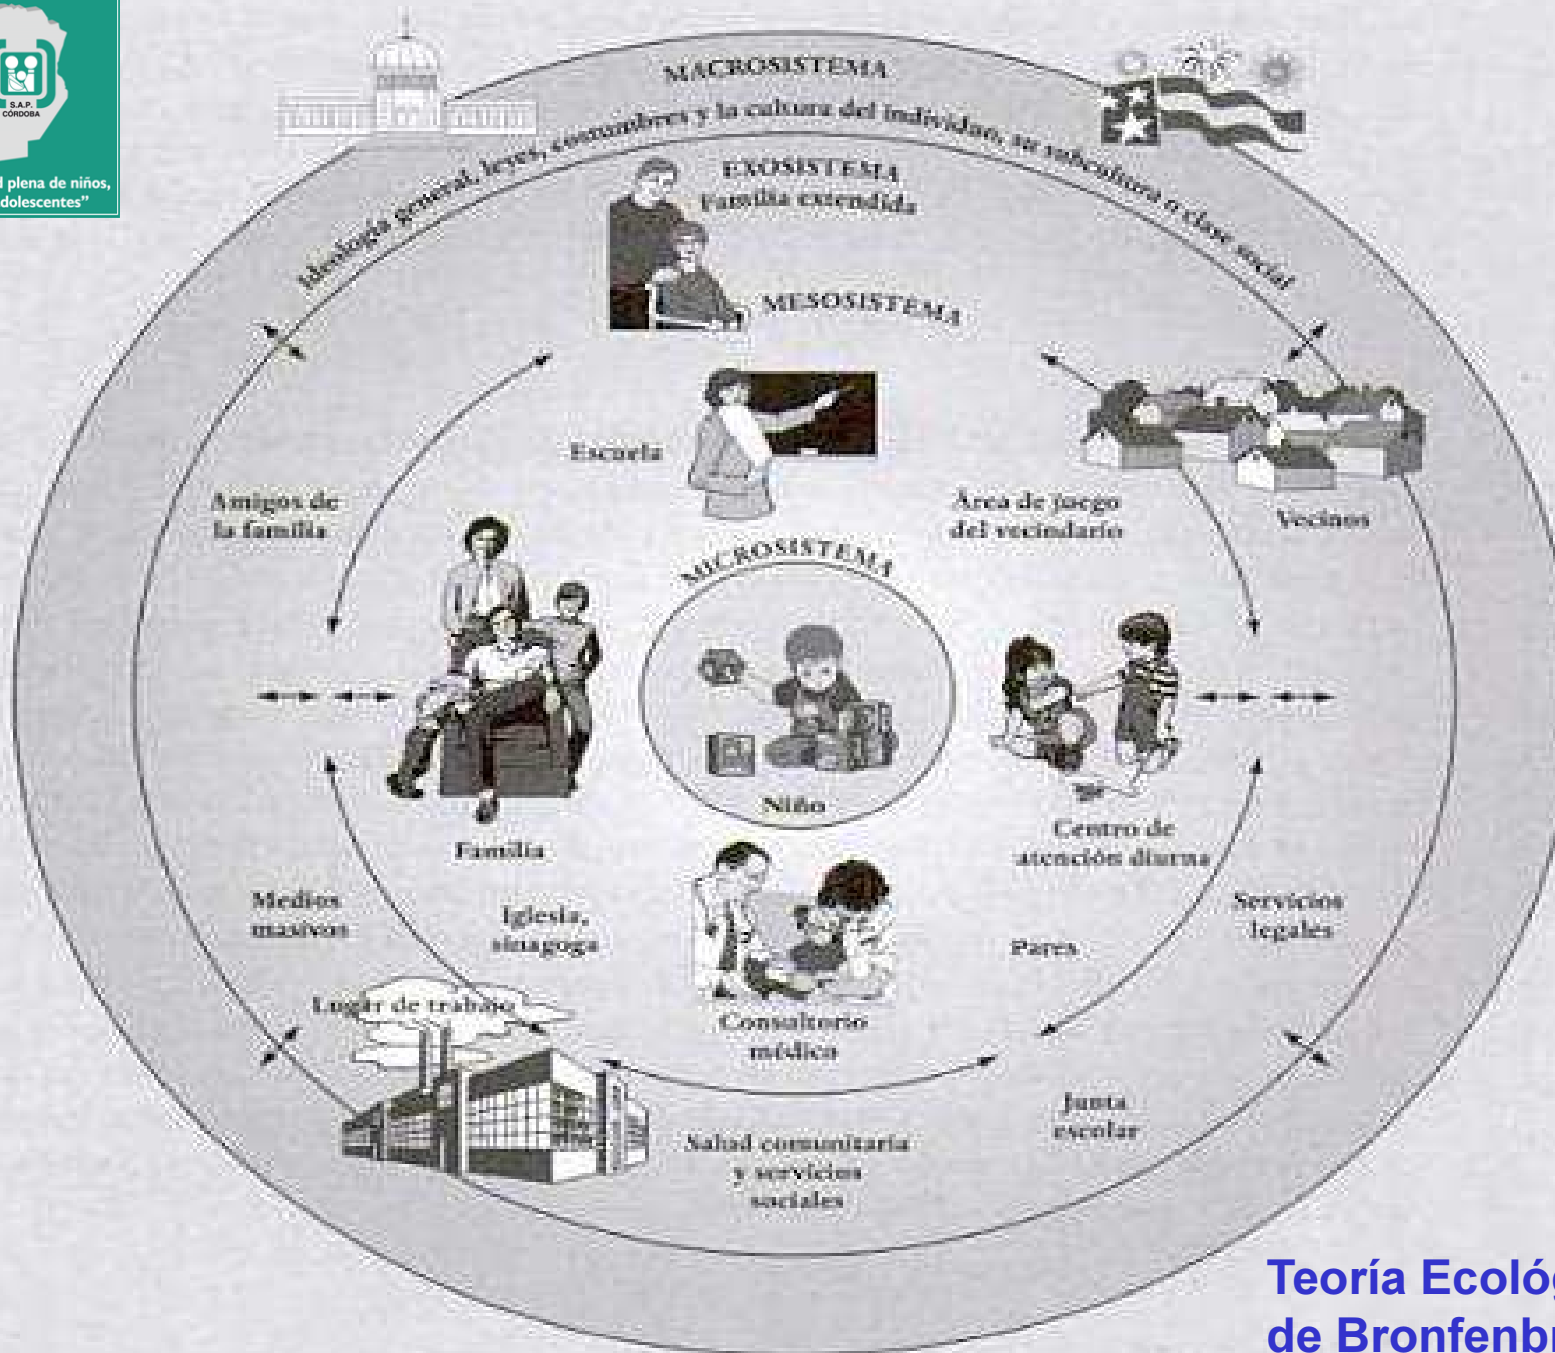 S.A.P.
CÓRDOBA
plena de niños,
dolescentes”
MACROSISTEMA
Ideología general, leyes, costumbres y la cultura del individuo, su subcultura o clase social
EXOSISTEMA
Familia extendida
MESOSISTEMA
Escuela
Amigos de
la familia
Área de juego
del vecindario
Vecinos
MICROSISTEMA
Niño
Familia
Centro de
atención diurna
Medios
masivos
Iglesia,
sinagoga
Pares
Servicios
legales
Lugar de trabajo
Consultorio
médico
Junta
escolar
Salud comunitaria
y servicios
sociales
Teoría Ecológ
de Bronfenbr